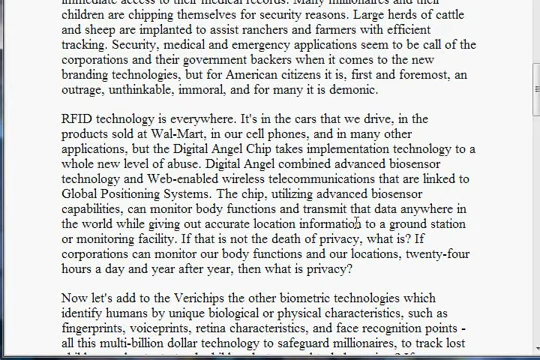 immediate access to their medical records. Many millionaires and their
children are chipping themselves for security reasons. Large herds of cattle
and sheep are implanted to assist ranchers and farmers with efficient
tracking. Security, medical and emergency applications seem to be call of the
corporations and their government backers when it comes to the new
branding technologies, but for American citizens it is, first and foremost, an
outrage, unthinkable, immoral, and for many it is demonic.
RFID technology is everywhere. It's in the cars that we drive, in the
products sold at Wal-Mart, in our cell phones, and in many other
applications, but the Digital Angel Chip takes implementation technology to a
whole new level of abuse. Digital Angel combined advanced biosensor
technology and Web-enabled wireless telecommunications that are linked to
Global Positioning Systems. The chip, utilizing advanced biosensor
capabilities, can monitor body functions and transmit that data anywhere in
the world while giving out accurate location information to a ground station
or monitoring facility. If that is not the death of privacy, what is? If
corporations can monitor our body functions and our locations, twenty-four
hours a day and year after year, then what is privacy?
Now let's add to the Verichips the other biometric technologies which
identify humans by unique biological or physical characteristics, such as
fingerprints, voiceprints, retina characteristics, and face recognition points -
all this multi-billion dollar technology to safeguard millionaires, to track lost